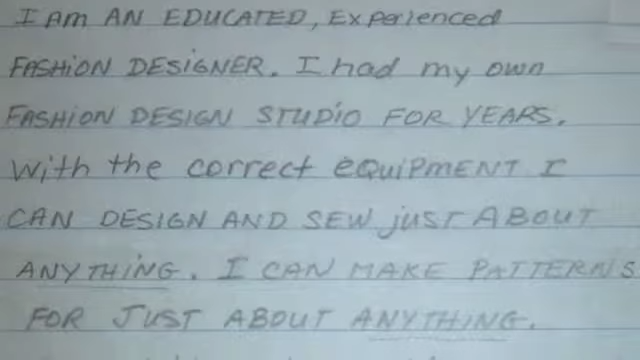 I AM AN EDUCATED, Experienced
FASHION DESIGNER. I had my own
FASHION DESIGN STUDIO FOR YEARS.
With the correct EQUIPMENT I
CAN DESIGN AND SEW just ABOUT
ANYTHING. I CAN MAKE PATTERNS
FOR JUST ABOUT ANYTHING.